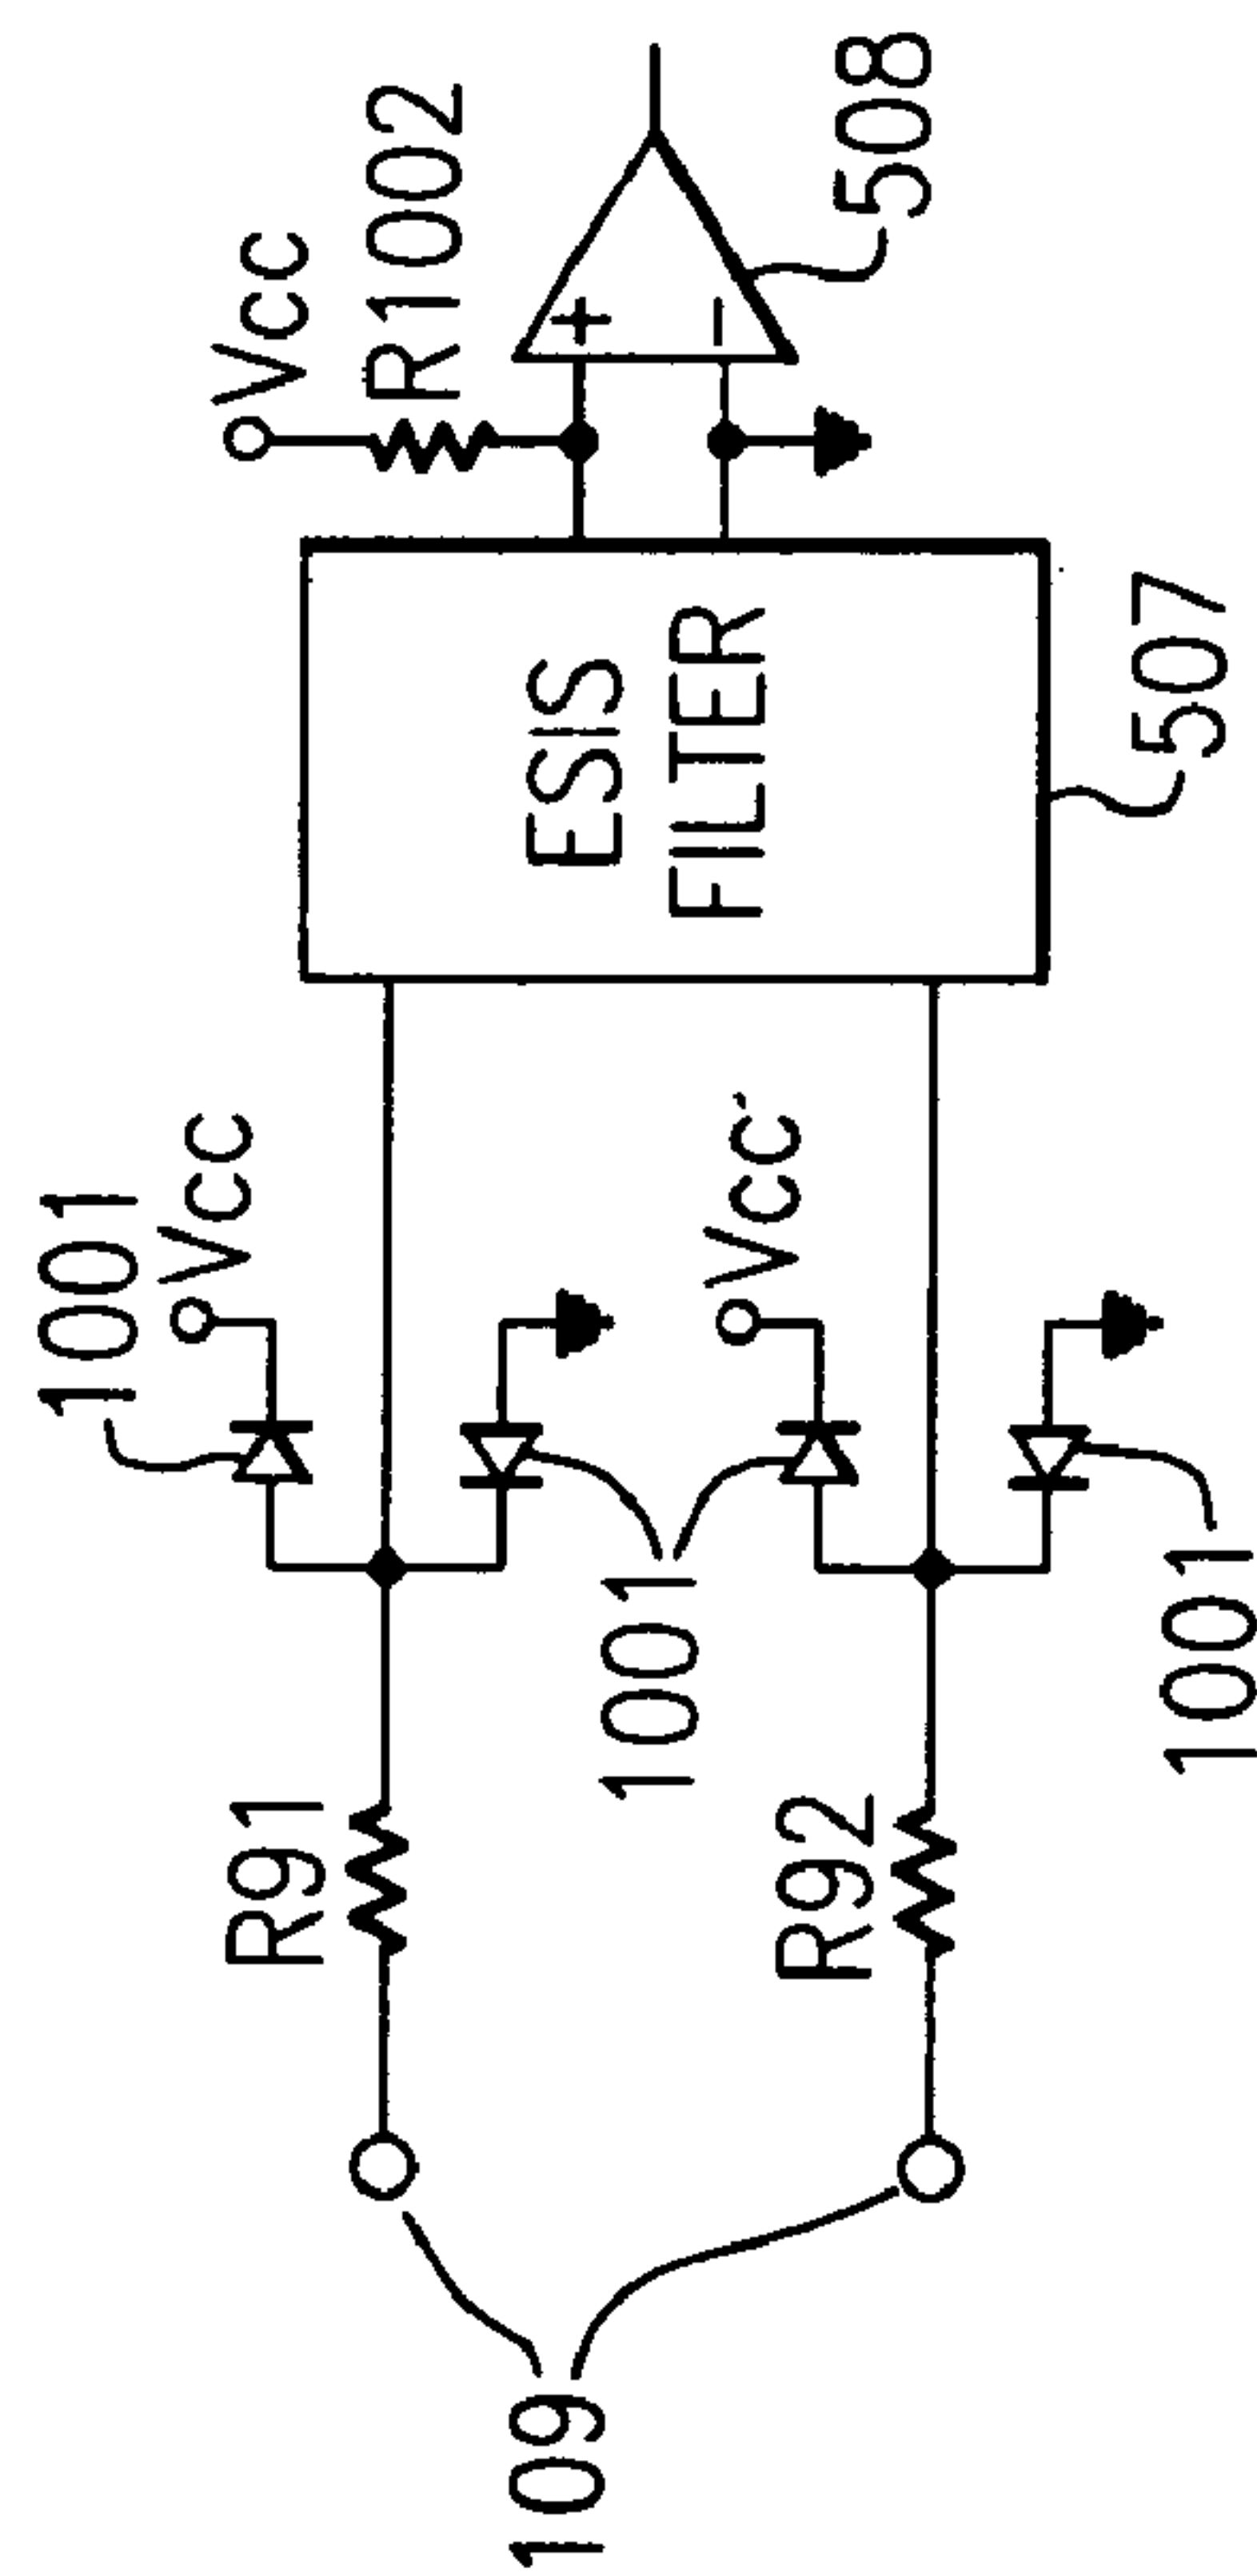 1001
Vcc
Vcc
R1002
R91
ESIS
FILTER
+
−
508
1001
Vcc
R92
109
507
1001